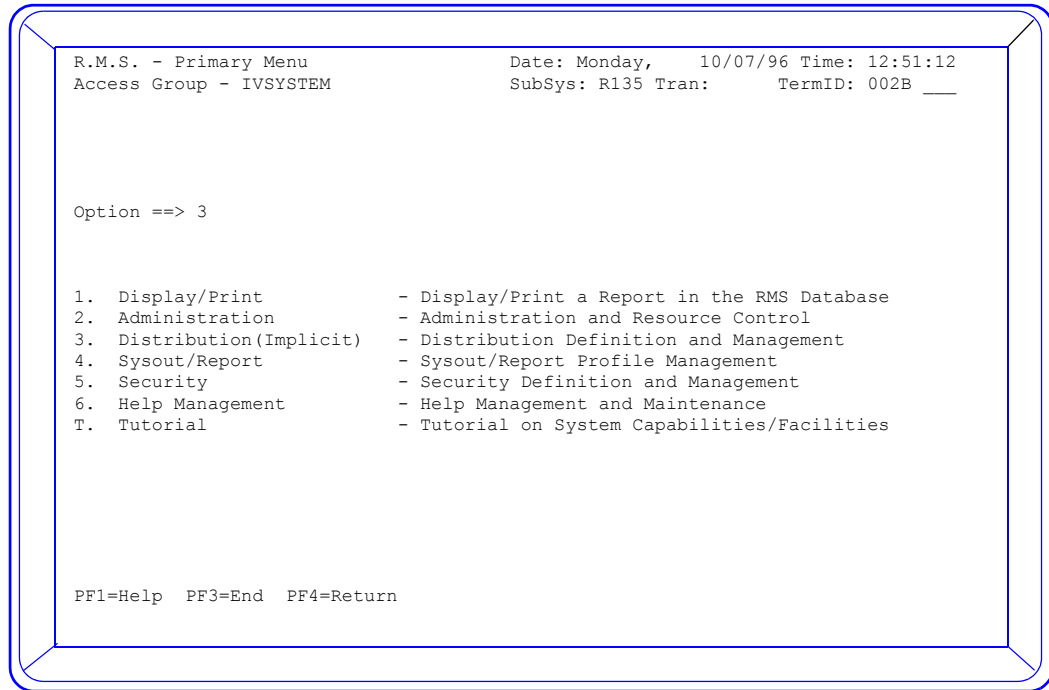 R.M.S. - Primary Menu Date: Monday, 10/07/96 Time: 12:51:12
Access Group - IVSYSTEM SubSys: R135 Tran: TermID: 002B ___
Option ==> 3
1. Display/Print - Display/Print a Report in the RMS Database
2. Administration - Administration and Resource Control
3. Distribution(Implicit) - Distribution Definition and Management
4. Sysout/Report - Sysout/Report Profile Management
5. Security - Security Definition and Management
6. Help Management - Help Management and Maintenance
T. Tutorial - Tutorial on System Capabilities/Facilities
PF1=Help PF3=End PF4=Return